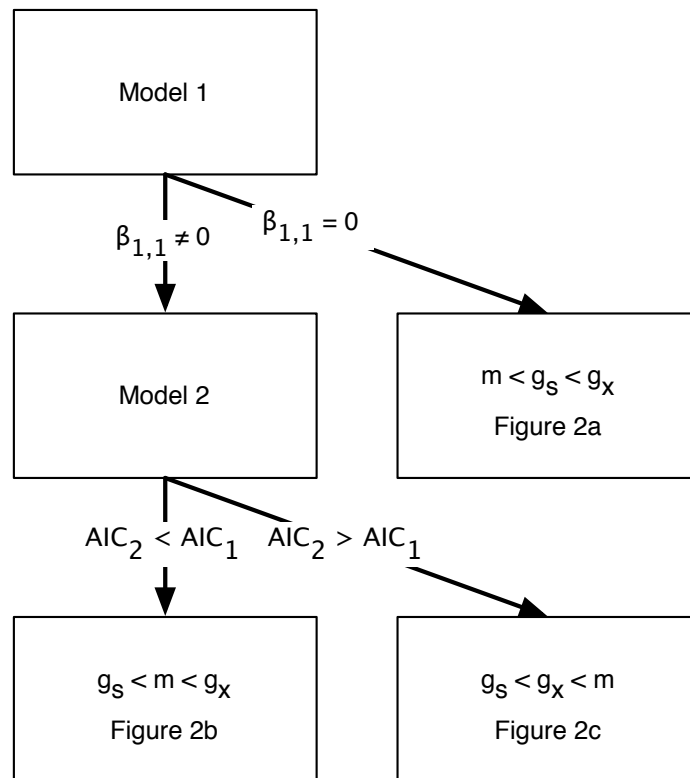 Model 1
β1,1 ≠ 0
β1,1 = 0
Model 2
m < gs < gx
Figure 2a
AIC2 < AIC1
AIC2 > AIC1
gs < m < gx
Figure 2b
gs < gx < m
Figure 2c